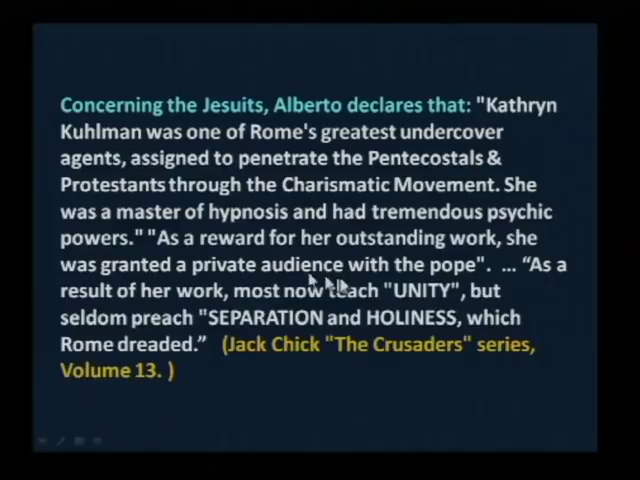 Concerning the Jesuits, Alberto declares that: "Kathryn
Kuhlman was one of Rome's greatest undercover
agents, assigned to penetrate the Pentecostals &
Protestants through the Charismatic Movement. She
was a master of hypnosis and had tremendous psychic
powers." "As a reward for her outstanding work, she
was granted a private audience with the pope". ... “As a
result of her work, most now teach "UNITY", but
seldom preach "SEPARATION and HOLINESS, which
Rome dreaded.” (Jack Chick "The Crusaders" series,
Volume 13. )